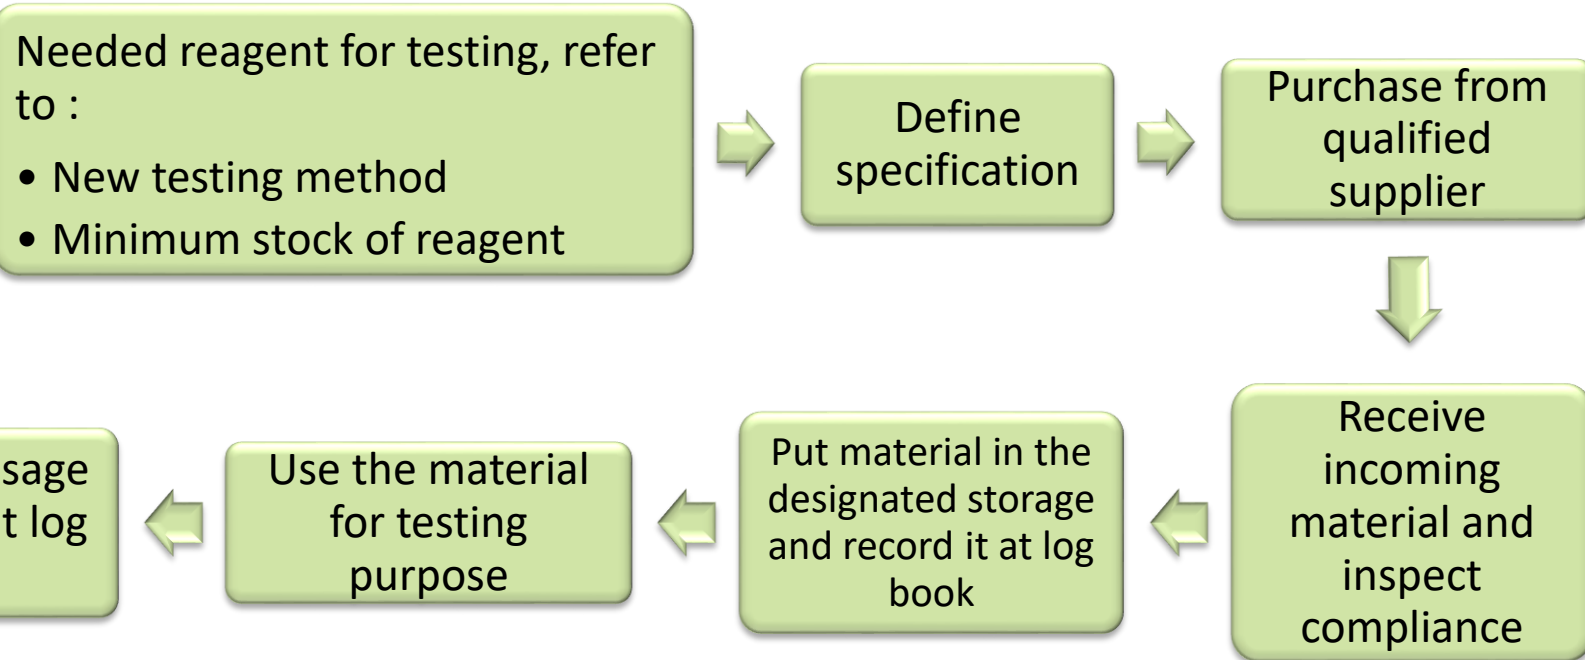 Needed reagent for testing, refer
to :
• New testing method
• Minimum stock of reagent
Define
specification
Purchase from
qualified
supplier
Receive
incoming
material and
inspect
compliance
Put material in the
designated storage
and record it at log
book
Use the material
for testing
purpose
log